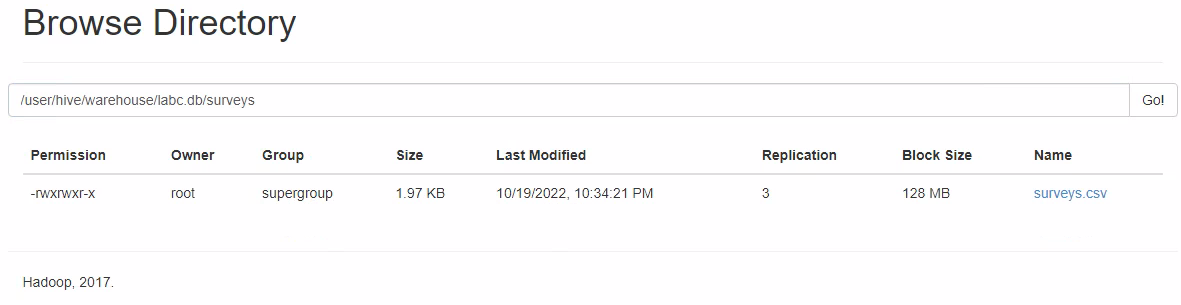 Browse Directory
/user/hive/warehouse/labc.db/surveys Go!
Permission Owner Group Size Last Modified Replication Block Size Name
-rwxrwxr-x root supergroup 1.97 KB 10/19/2022, 10:34:21 PM 3 128 MB surveys.csv
Hadoop, 2017.